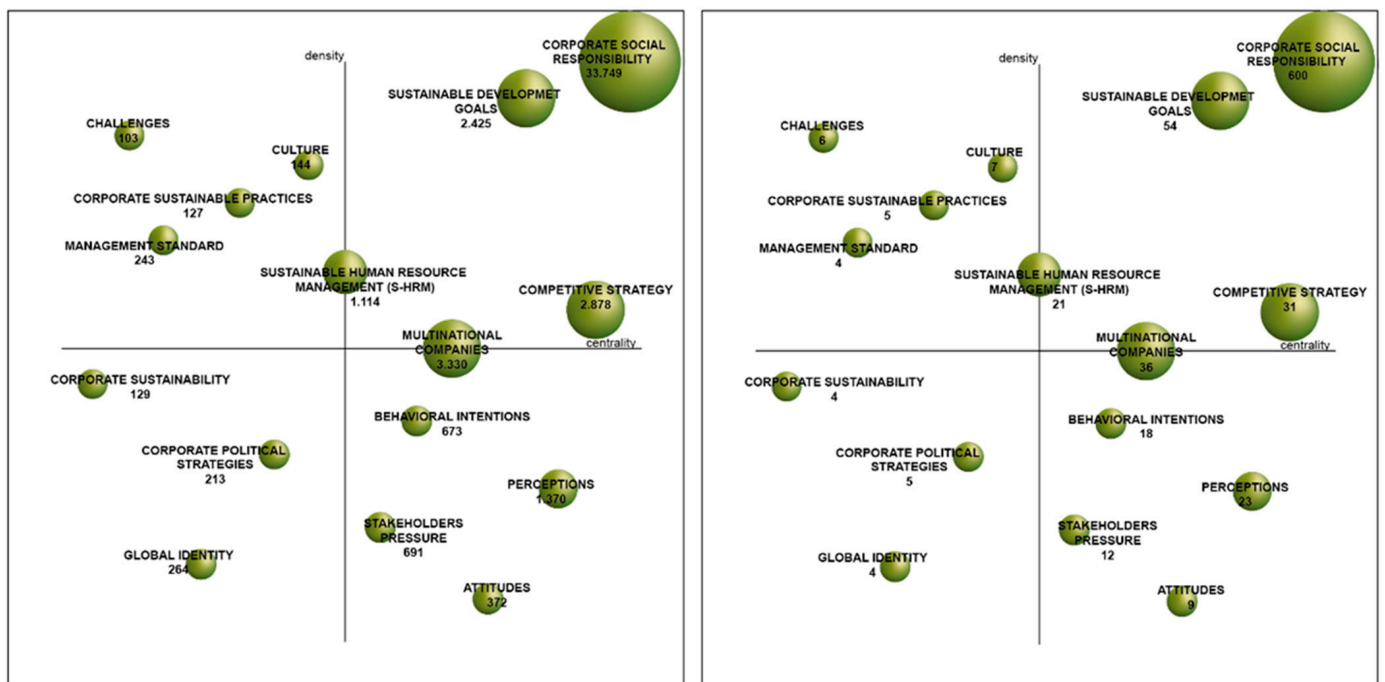 density
CORPORATE SOCIAL
RESPONSIBILITY
33.749
SUSTAINABLE DEVELOPMET
GOALS
2.425
CHALLENGES
103
CULTURE
144
CORPORATE SUSTAINABLE PRACTICES
127
MANAGEMENT STANDARD
243
SUSTAINABLE HUMAN RESOURCE
MANAGEMENT (S-HRM)
1.114
COMPETITIVE STRATEGY
2.878
MULTINATIONAL
COMPANIES
3.330
centrality
CORPORATE SUSTAINABILITY
129
BEHAVIORAL INTENTIONS
673
CORPORATE POLITICAL
STRATEGIES
213
PERCEPTIONS
1.370
STAKEHOLDERS
PRESSURE
691
GLOBAL IDENTITY
264
ATTITUDES
372
density
CORPORATE SOCIAL
RESPONSIBILITY
600
SUSTAINABLE DEVELOPMET
GOALS
54
CHALLENGES
6
CULTURE
7
CORPORATE SUSTAINABLE PRACTICES
5
MANAGEMENT STANDARD
4
SUSTAINABLE HUMAN RESOURCE
MANAGEMENT (S-HRM)
21
COMPETITIVE STRATEGY
31
MULTINATIONAL
COMPANIES
36
centrality
CORPORATE SUSTAINABILITY
4
BEHAVIORAL INTENTIONS
18
CORPORATE POLITICAL
STRATEGIES
5
PERCEPTIONS
23
STAKEHOLDERS
PRESSURE
12
GLOBAL IDENTITY
4
ATTITUDES
9